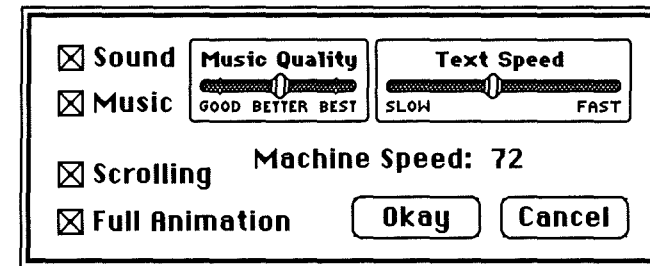 Sound
Music
Music Quality
GOOD BETTER BEST
Text Speed
SLOW FAST
Machine Speed: 72
Scrolling
Full Animation
Okay
Cancel